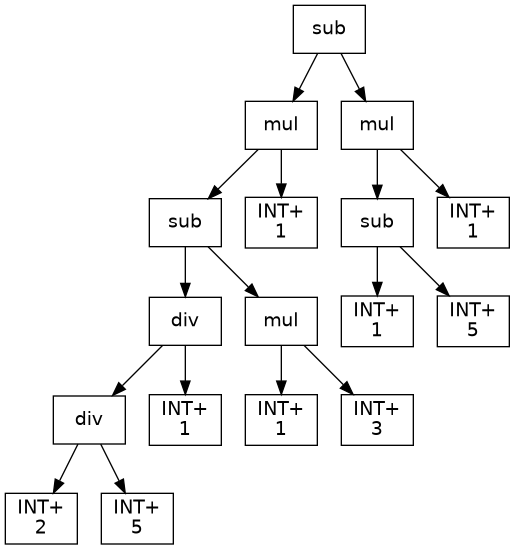 sub
mul
mul
sub
INT+
1
sub
INT+
1
div
mul
INT+
1
INT+
5
div
INT+
1
INT+
1
INT+
3
INT+
2
INT+
5